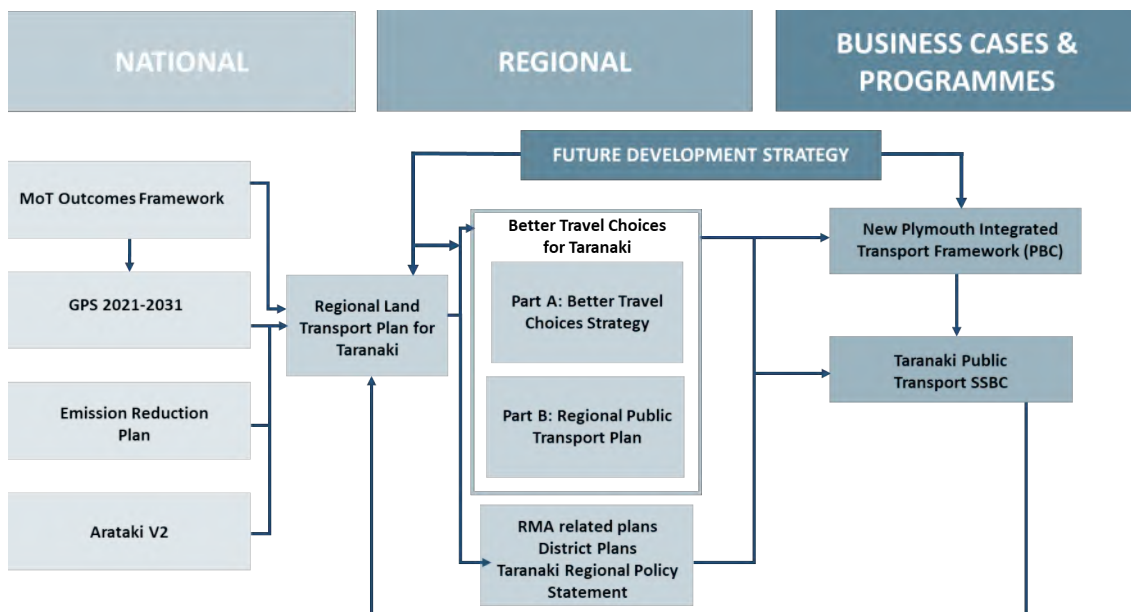 NATIONAL
REGIONAL
BUSINESS CASES &
PROGRAMMES
FUTURE DEVELOPMENT STRATEGY
MoT Outcomes Framework
GPS 2021-2031
Emission Reduction
Plan
Arataki V2
Regional Land
Transport Plan for
Taranaki
Better Travel Choices
for Taranaki
Part A: Better Travel
Choices Strategy
Part B: Regional Public
Transport Plan
RMA related plans
District Plans
Taranaki Regional Policy
Statement
New Plymouth Integrated
Transport Framework (PBC)
Taranaki Public
Transport SSBC